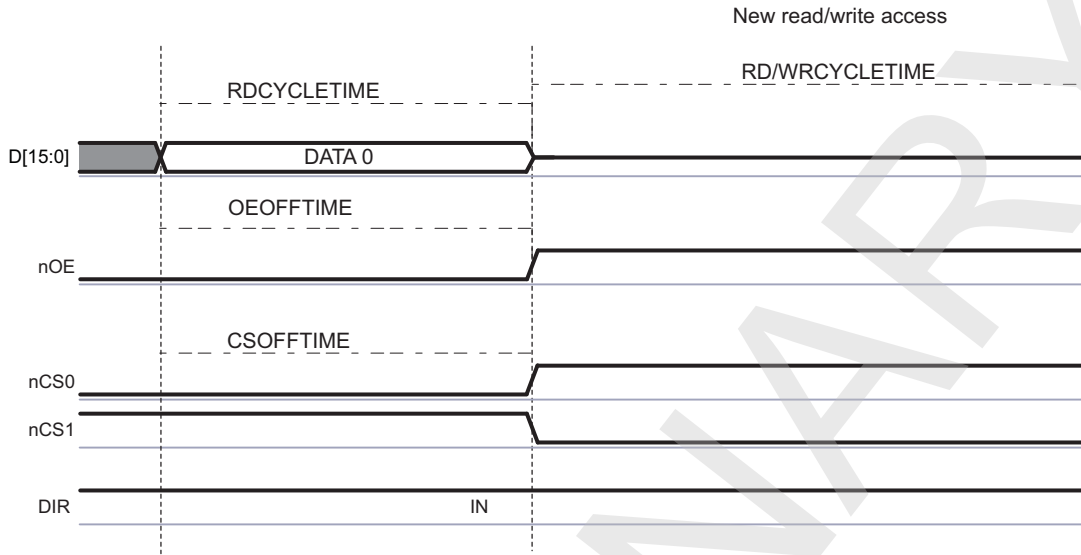 New read/write access
RDCYCLETIME
RD/WRCYCLETIME
D[15:0]
DATA 0
OEOFFTIME
nOE
CSOFFTIME
nCS0
nCS1
DIR
IN